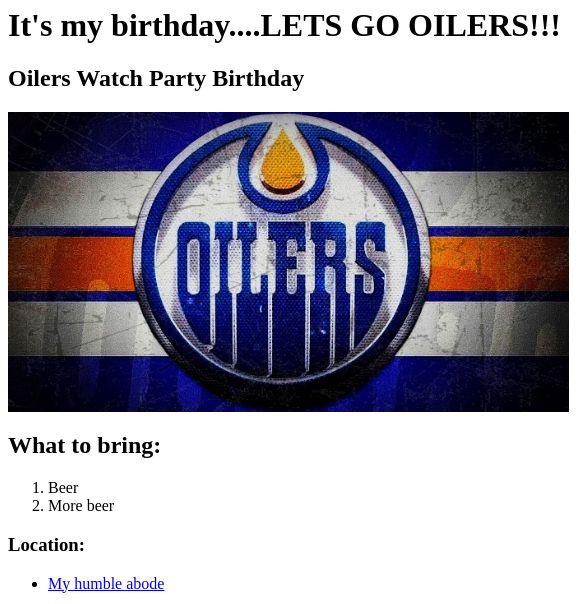 It's my birthday....LETS GO OILERS!!!
Oilers Watch Party Birthday
OILERS
What to bring:
1. Beer
2. More beer
Location:
• My humble abode